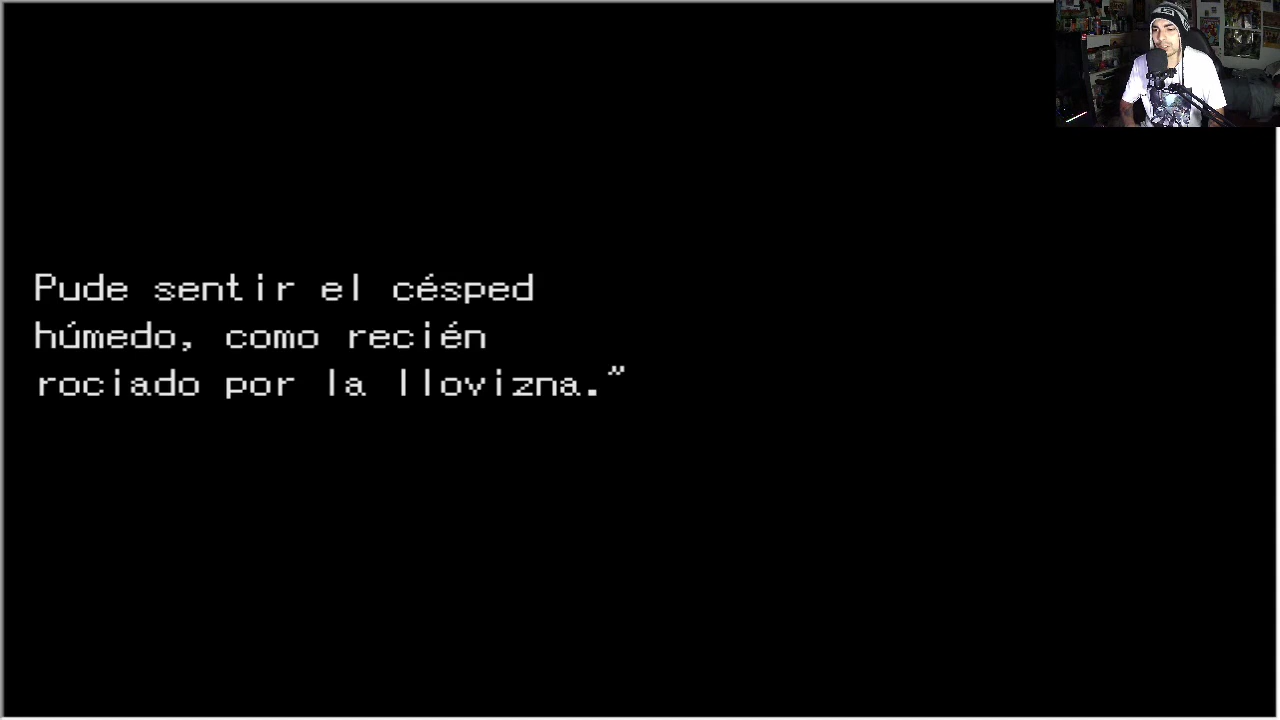 Pude sentir el césped
húmedo, como recién
rociado por la llovizna.”